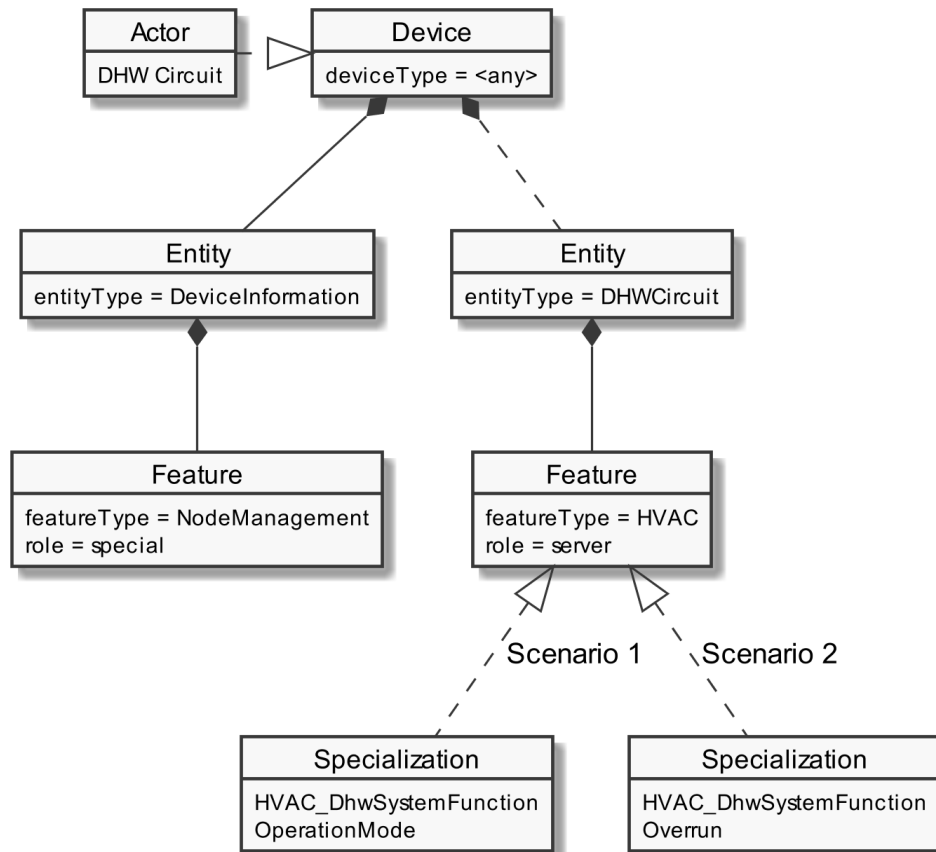 Actor
DHW Circuit
Device
deviceType = <any>
Entity
entityType = DeviceInformation
Entity
entityType = DHWCircuit
Feature
featureType = NodeManagement
role = special
Feature
featureType = HVAC
role = server
Scenario 1
Scenario 2
Specialization
HVAC_DhwSystemFunction
OperationMode
Specialization
HVAC_DhwSystemFunction
Overrun